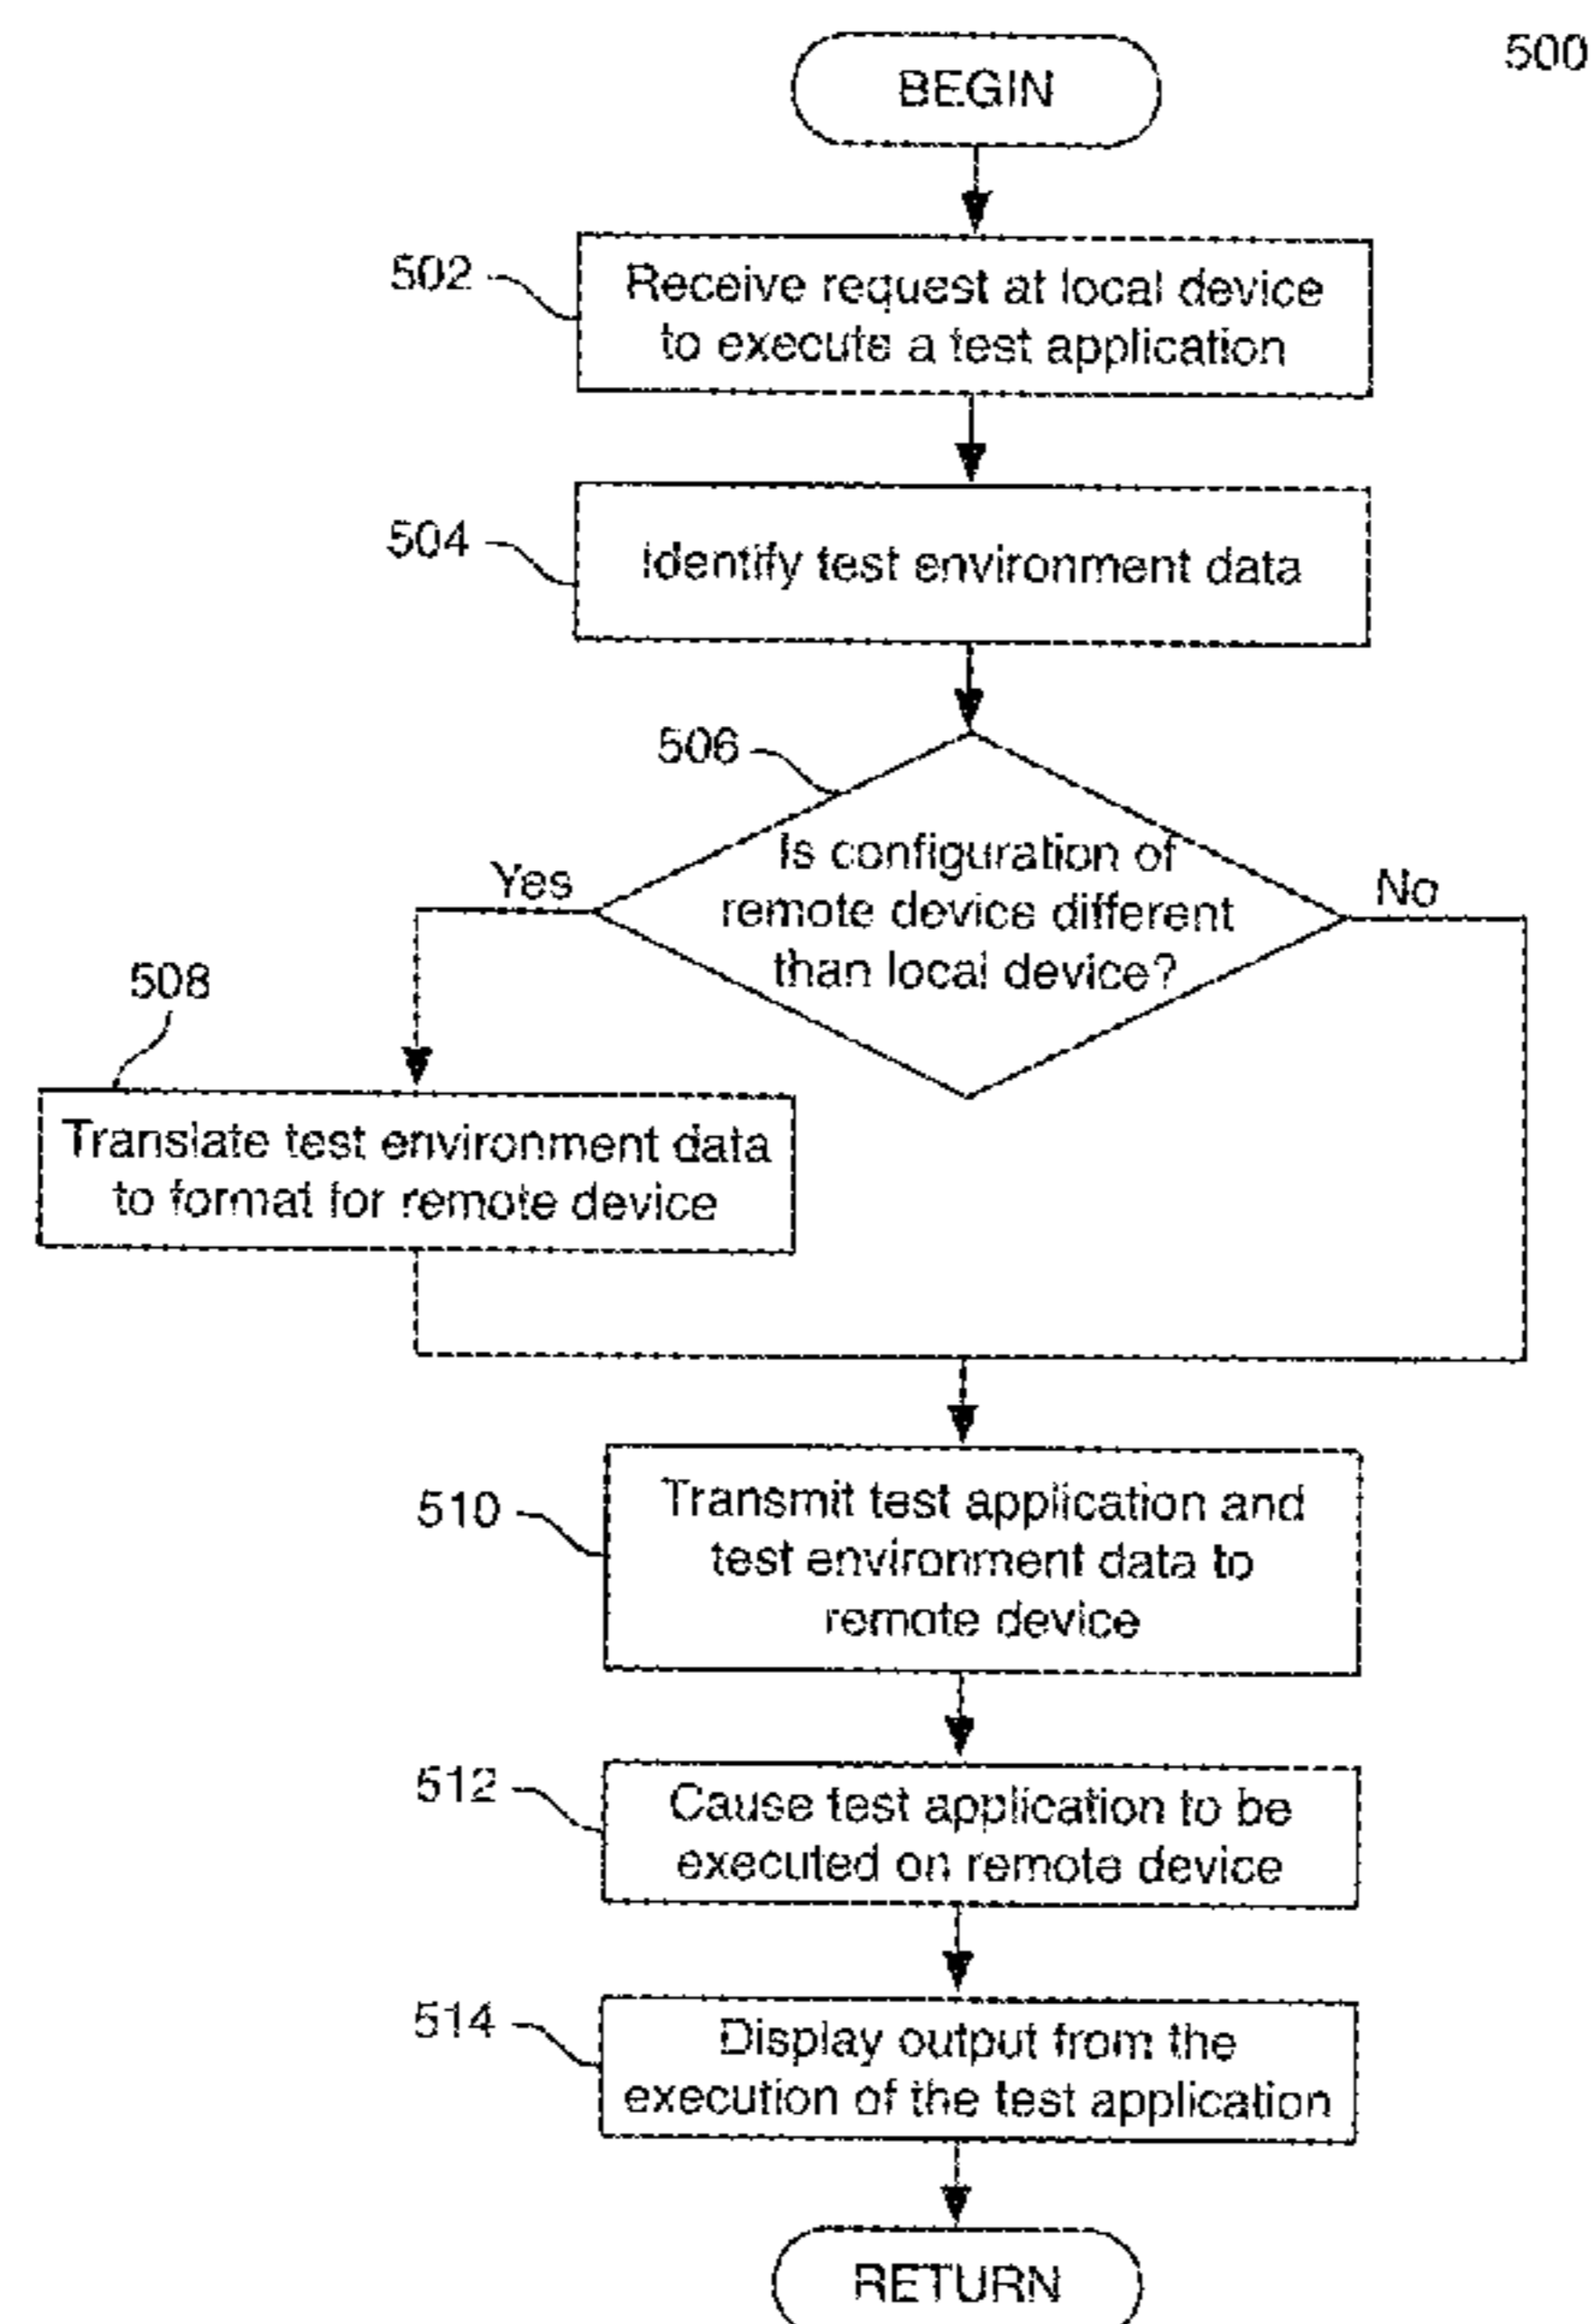 500
BEGIN
502
Receive request at local device
to execute a test application
504
Identify test environment data
506
Is configuration of
remote device different
than local device?
Yes
No
508
Translate test environment data
to format for remote device
510
Transmit test application and
test environment data to
remote device
512
Cause test application to be
executed on remote device
514
Display output from the
execution of the test application
RETURN